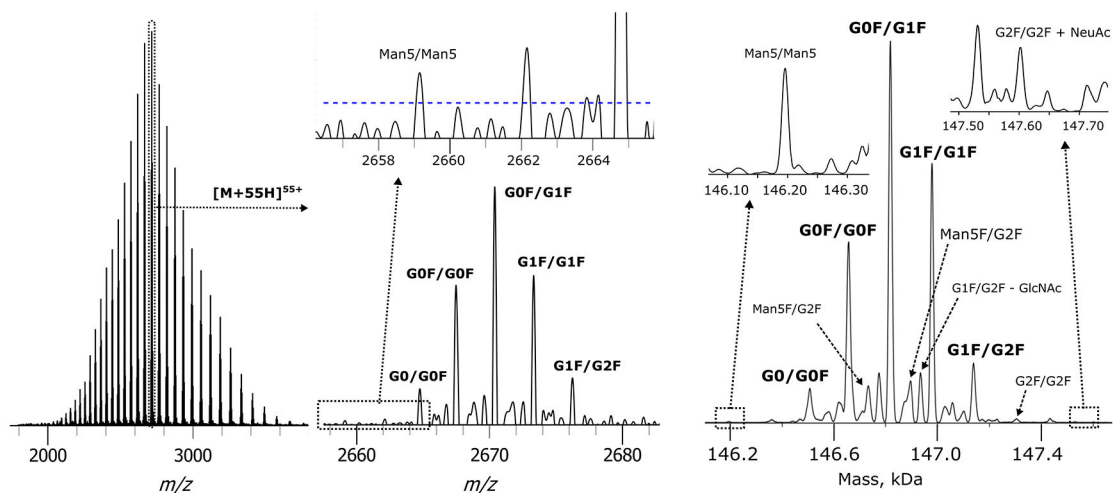 2000
3000
m/z
[M+55H]55+
Man5/Man5
2658
2660
2662
2664
G0F/G1F
G0F/G0F
G1F/G1F
G0/G0F
G1F/G2F
2660
2670
2680
m/z
Man5/Man5
146.10
146.20
146.30
G0F/G1F
G2F/G2F + NeuAc
147.50
147.60
147.70
G1F/G1F
G0F/G0F
Man5F/G2F
Man5F/G2F
G1F/G2F - GlcNAc
G0/G0F
G1F/G2F
G2F/G2F
146.2
146.6
147.0
147.4
Mass, kDa